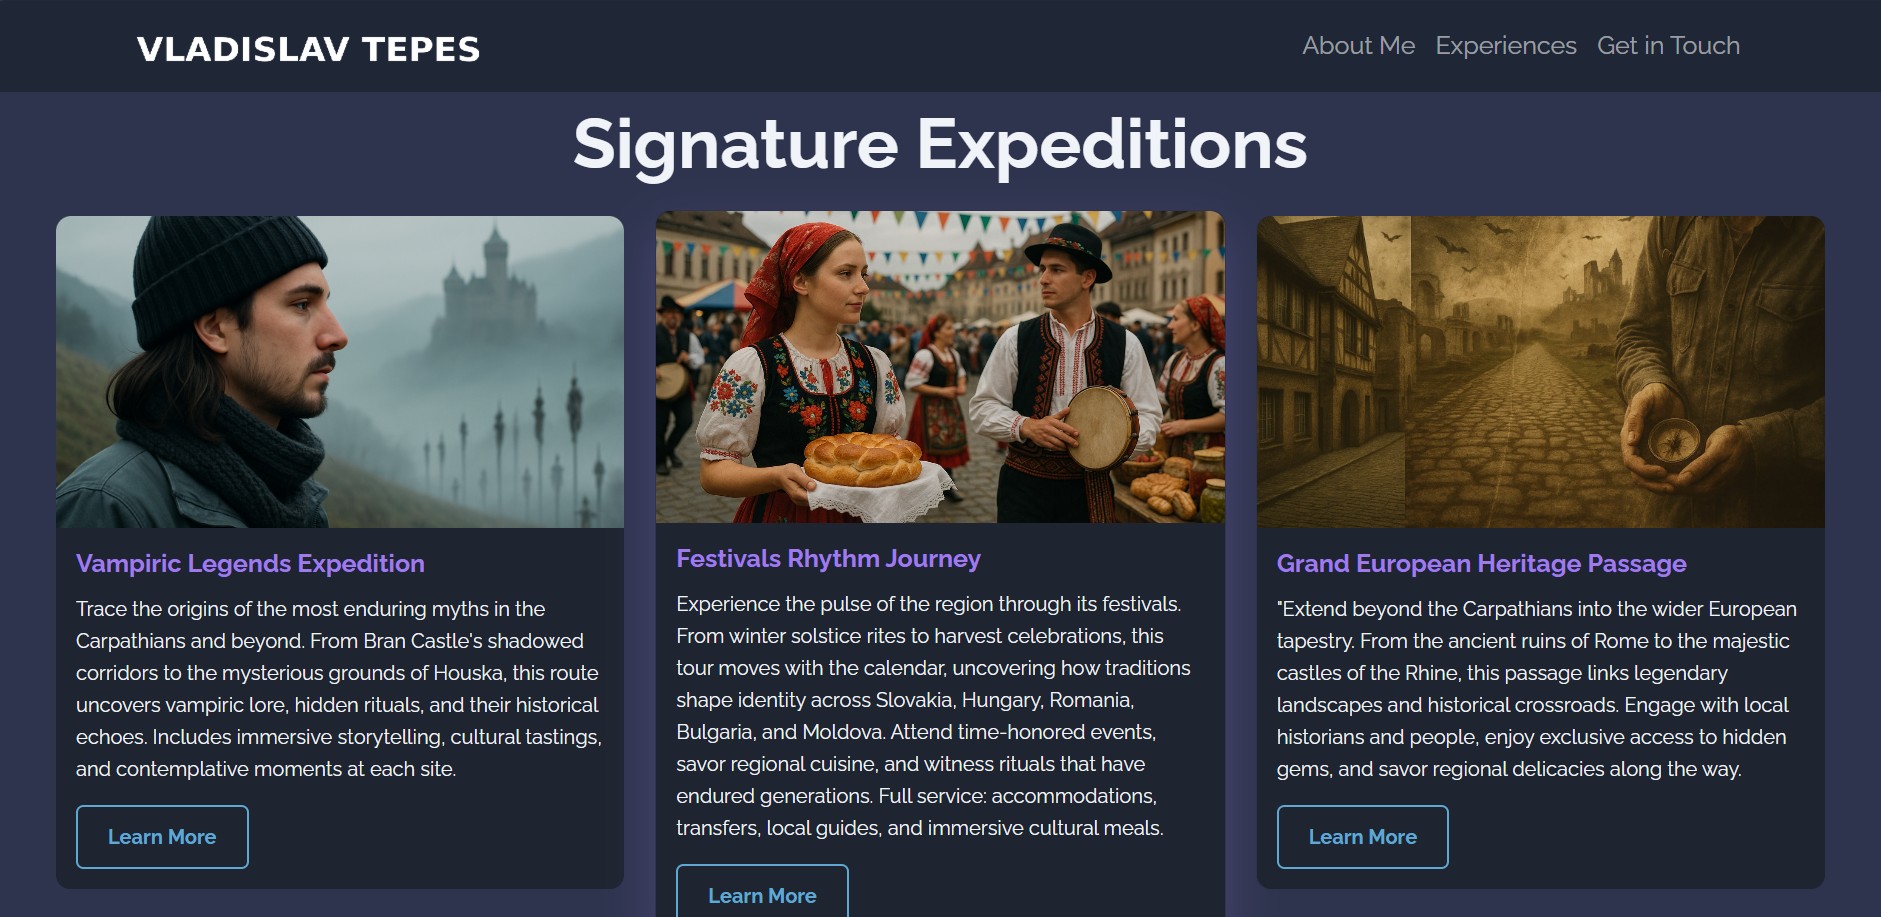 VLADISLAV TEPES
About Me
Experiences
Get in Touch
Signature Expeditions
Vampiric Legends Expedition
Trace the origins of the most enduring myths in the
Carpathians and beyond. From Bran Castle's shadowed
corridors to the mysterious grounds of Houska, this route
uncovers vampiric lore, hidden rituals, and their historical
echoes. Includes immersive storytelling, cultural tastings,
and contemplative moments at each site.
Learn More
Festivals Rhythm Journey
Experience the pulse of the region through its festivals.
From winter solstice rites to harvest celebrations, this
tour moves with the calendar, uncovering how traditions
shape identity across Slovakia, Hungary, Romania,
Bulgaria, and Moldova. Attend time-honored events,
savor regional cuisine, and witness rituals that have
endured generations. Full service: accommodations,
transfers, local guides, and immersive cultural meals.
Learn More
Grand European Heritage Passage
"Extend beyond the Carpathians into the wider European
tapestry. From the ancient ruins of Rome to the majestic
castles of the Rhine, this passage links legendary
landscapes and historical crossroads. Engage with local
historians and people, enjoy exclusive access to hidden
gems, and savor regional delicacies along the way.
Learn More